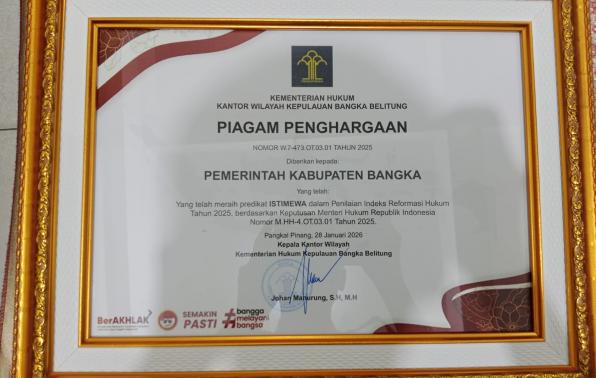 KEMENTERIAN HUKUM
KANTOR WILAYAH KEPULAUAN BANGKA BELITUNG
PIAGAM PENGHARGAAN
NOMOR W.7-473.OT.03.01 TAHUN 2025
Diberikan kepada:
PEMERINTAH KABUPATEN BANGKA
Yang telah:
Yang telah meraih predikat ISTIMEWA dalam Penilaian Indeks Reformasi Hukum
Tahun 2025, berdasarkan Keputusan Menteri Hukum Republik Indonesia
Nomor M.HH-4.OT.03.01 Tahun 2025.
Pangkal Pinang, 28 Januari 2026
Kepala Kantor Wilayah
Kementerian Hukum Kepulauan Bangka Belitung
Johan Manurung, S.H, M.H
BerAKHLAK
SEMAKIN
PASTI
#bangga
melayani
bangsa